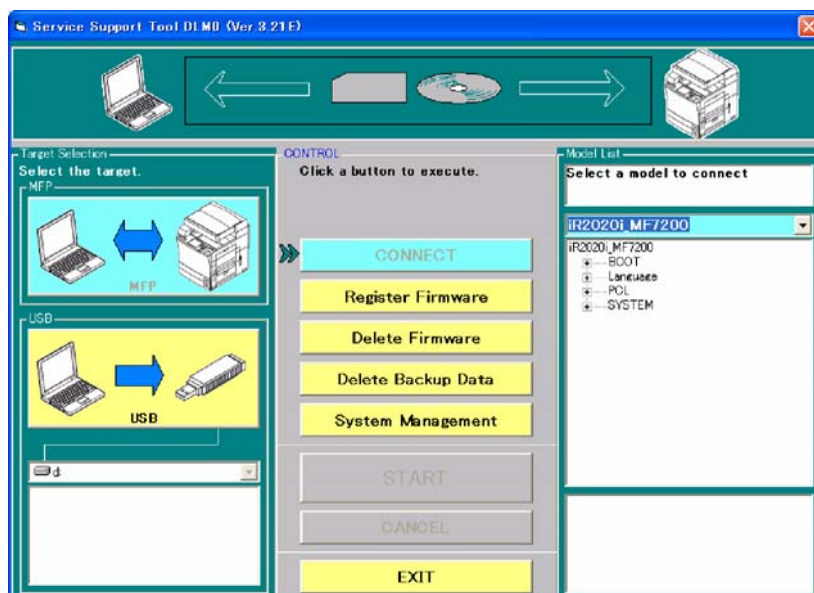 Service Support Tool DLM0 (Ver.3.21E)
Target Selection
Select the target.
MFP
MFP
USB
USB
d:
CONTROL
Click a button to execute.
CONNECT
Register Firmware
Delete Firmware
Delete Backup Data
System Management
START
CANCEL
EXIT
Model List
Select a model to connect
iR2020i_MF7200
iR2020i_MF7200
BOOT
Language
PCL
SYSTEM